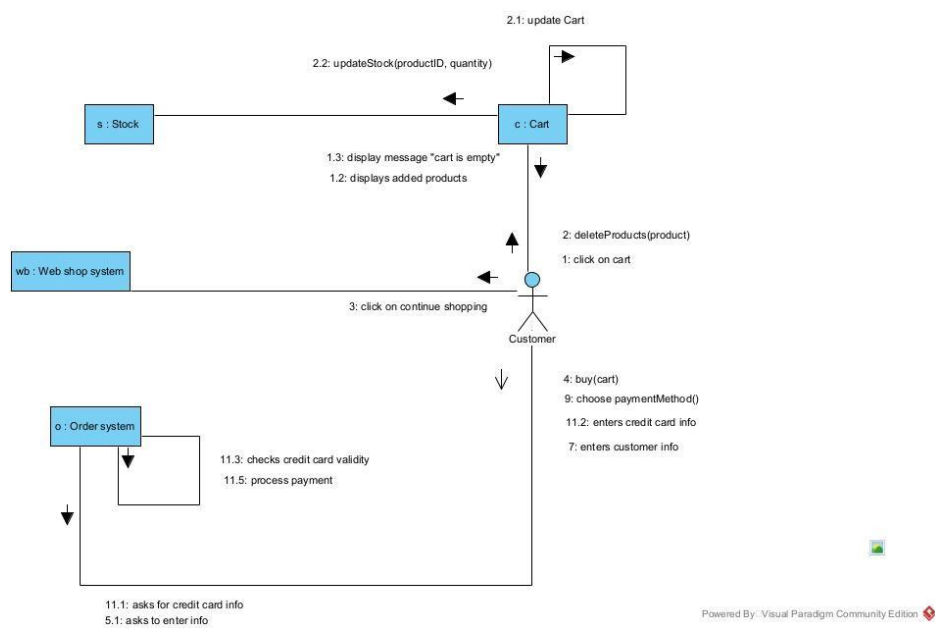 2.1: update Cart
2.2: updateStock(productID, quantity)
s : Stock
c : Cart
1.3: display message "cart is empty"
1.2: displays added products
2: deleteProducts(product)
1: click on cart
wb : Web shop system
3: click on continue shopping
Customer
4: buy(cart)
9: choose paymentMethod()
11.2: enters credit card info
7: enters customer info
o : Order system
11.3: checks credit card validity
11.5: process payment
11.1: asks for credit card info
5.1: asks to enter info
Powered By Visual Paradigm Community Edition